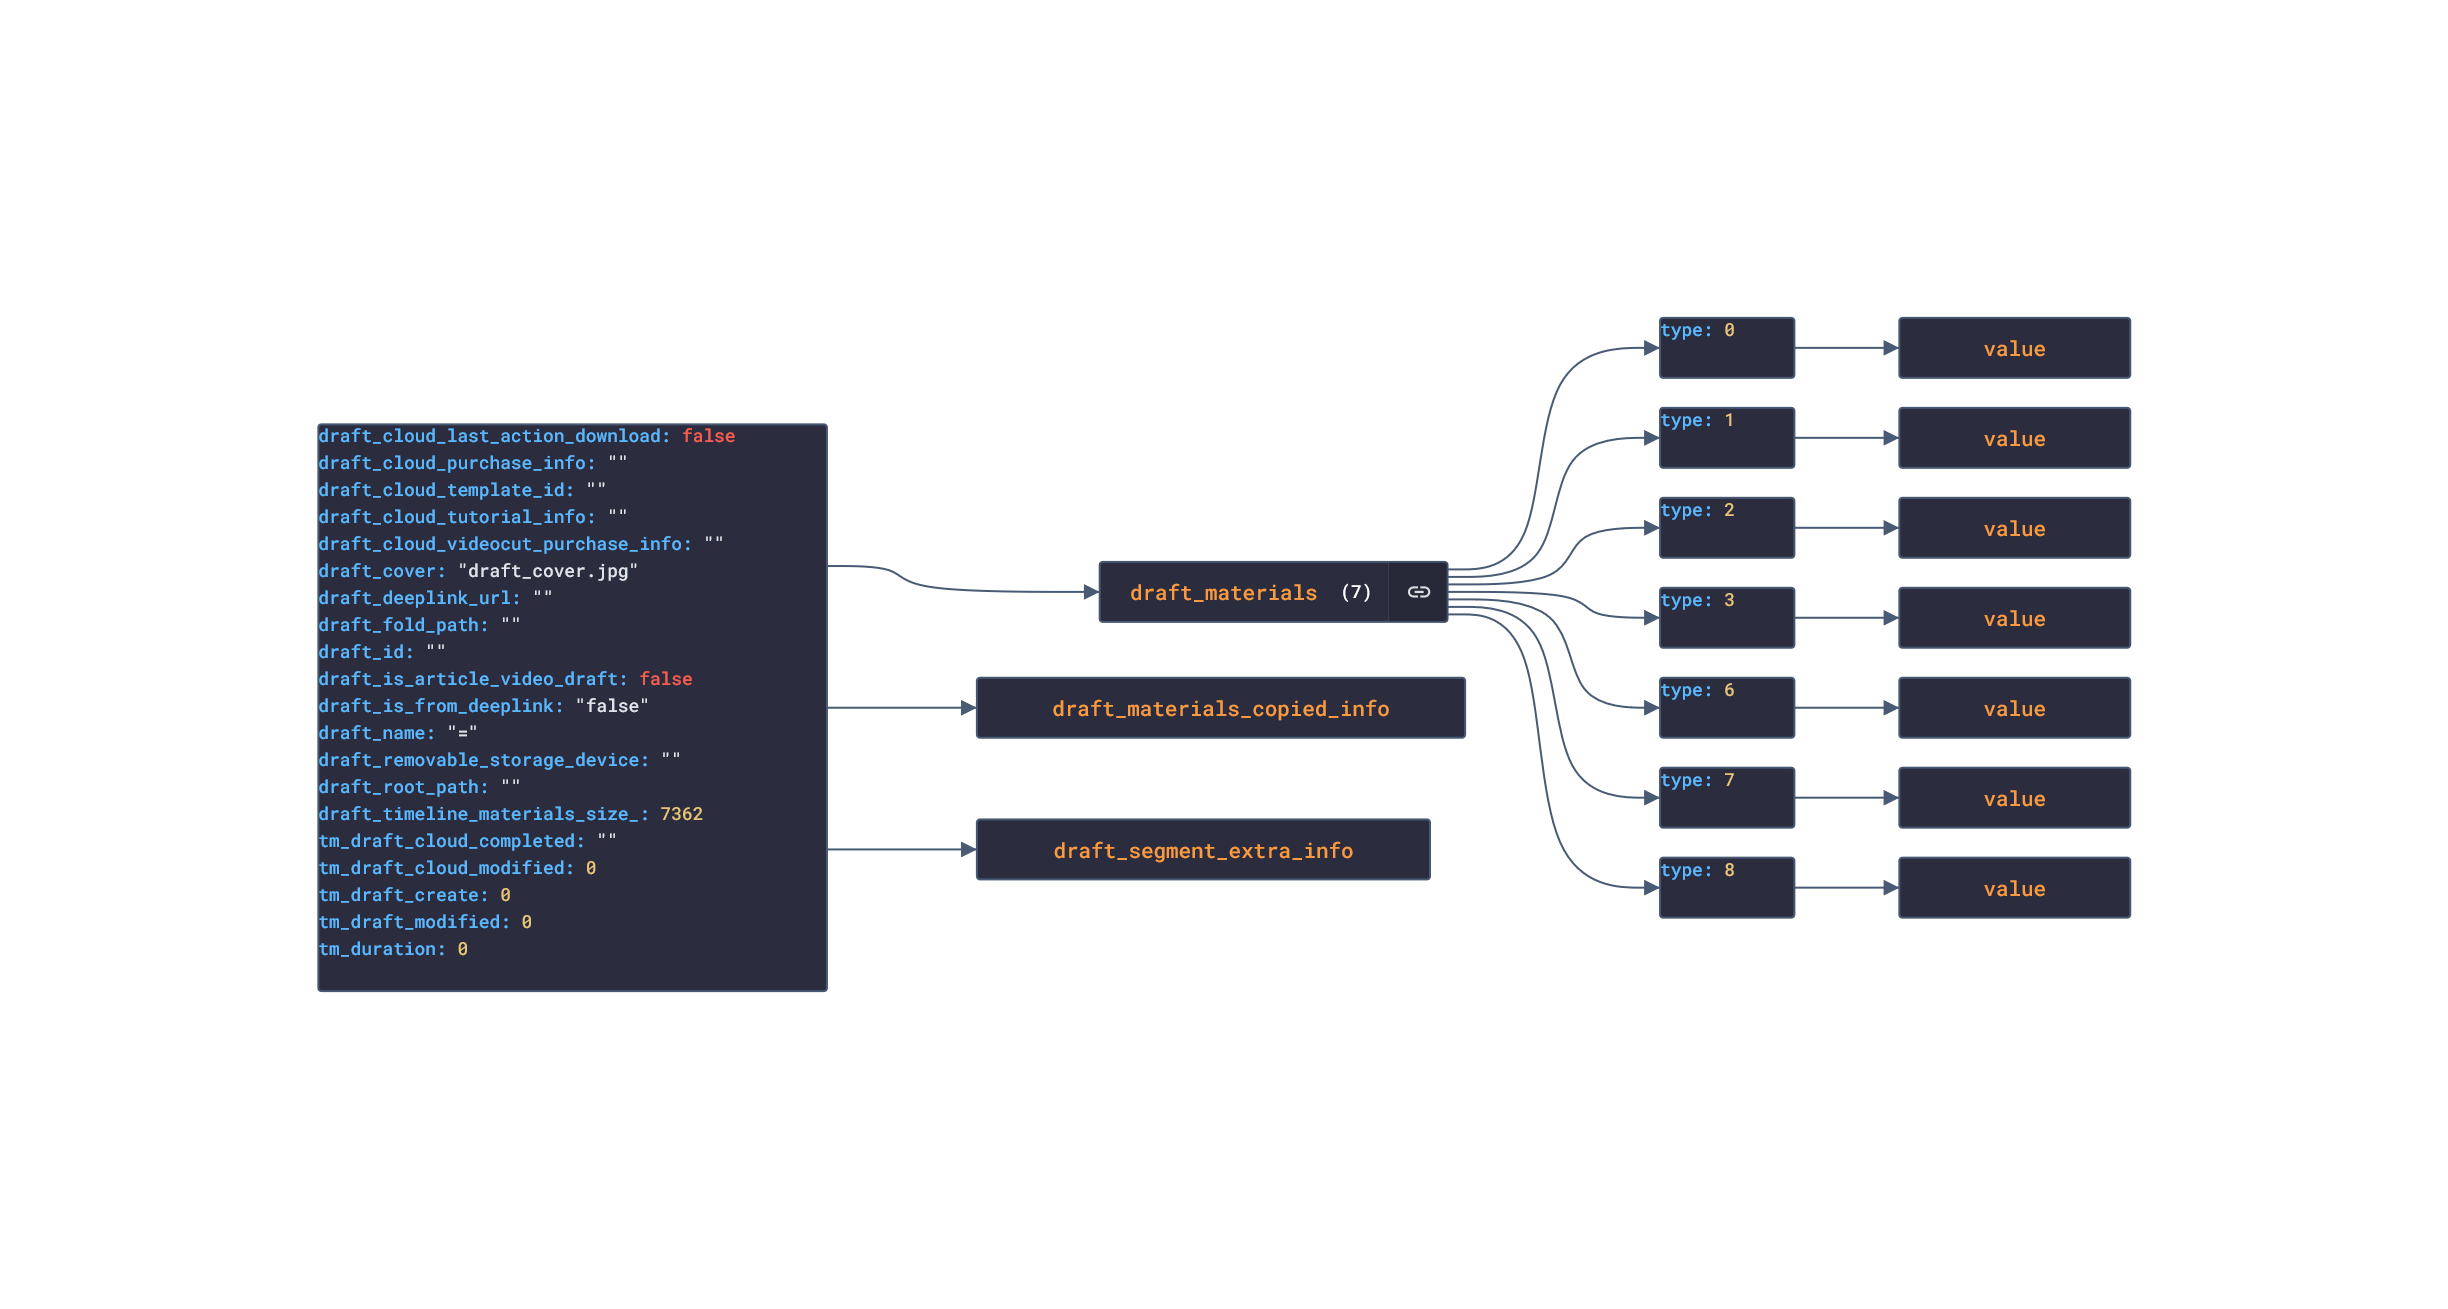 draft_cloud_last_action_download: false
draft_cloud_purchase_info: ""
draft_cloud_template_id: ""
draft_cloud_tutorial_info: ""
draft_cloud_videocut_purchase_info: ""
draft_cover: "draft_cover.jpg"
draft_deeplink_url: ""
draft_fold_path: ""
draft_id: ""
draft_is_article_video_draft: false
draft_is_from_deeplink: "false"
draft_name: "="
draft_removable_storage_device: ""
draft_root_path: ""
draft_timeline_materials_size_: 7362
tm_draft_cloud_completed: ""
tm_draft_cloud_modified: 0
tm_draft_create: 0
tm_draft_modified: 0
tm_duration: 0
draft_materials (7)
draft_materials_copied_info
draft_segment_extra_info
type: 0
value
type: 1
value
type: 2
value
type: 3
value
type: 6
value
type: 7
value
type: 8
value